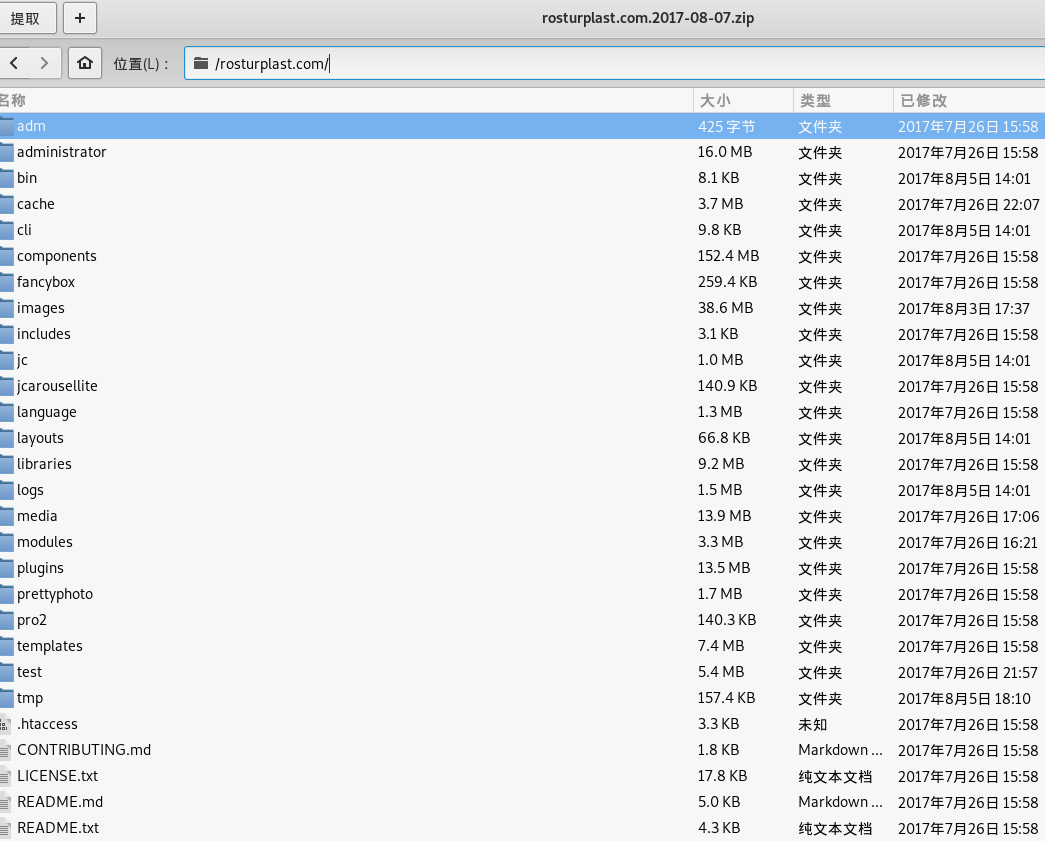 提取 + rosturplast.com.2017-08-07.zip
位置(L)： /rosturplast.com/
名称 大小 类型 已修改
adm 425 字节 文件夹 2017年7月26日 15:58
administrator 16.0 MB 文件夹 2017年7月26日 15:58
bin 8.1 KB 文件夹 2017年8月5日 14:01
cache 3.7 MB 文件夹 2017年7月26日 22:07
cli 9.8 KB 文件夹 2017年8月5日 14:01
components 152.4 MB 文件夹 2017年7月26日 15:58
fancybox 259.4 KB 文件夹 2017年7月26日 15:58
images 38.6 MB 文件夹 2017年8月3日 17:37
includes 3.1 KB 文件夹 2017年7月26日 15:58
jc 1.0 MB 文件夹 2017年8月5日 14:01
jcarousellite 140.9 KB 文件夹 2017年7月26日 15:58
language 1.3 MB 文件夹 2017年7月26日 15:58
layouts 66.8 KB 文件夹 2017年8月5日 14:01
libraries 9.2 MB 文件夹 2017年7月26日 15:58
logs 1.5 MB 文件夹 2017年8月5日 14:01
media 13.9 MB 文件夹 2017年7月26日 17:06
modules 3.3 MB 文件夹 2017年7月26日 16:21
plugins 13.5 MB 文件夹 2017年7月26日 15:58
prettyphoto 1.7 MB 文件夹 2017年7月26日 15:58
pro2 140.3 KB 文件夹 2017年7月26日 15:58
templates 7.4 MB 文件夹 2017年7月26日 15:58
test 5.4 MB 文件夹 2017年7月26日 21:57
tmp 157.4 KB 文件夹 2017年8月5日 18:10
.htaccess 3.3 KB 未知 2017年7月26日 15:58
CONTRIBUTING.md 1.8 KB Markdown ... 2017年7月26日 15:58
LICENSE.txt 17.8 KB 纯文本文档 2017年7月26日 15:58
README.md 5.0 KB Markdown ... 2017年7月26日 15:58
README.txt 4.3 KB 纯文本文档 2017年7月26日 15:58